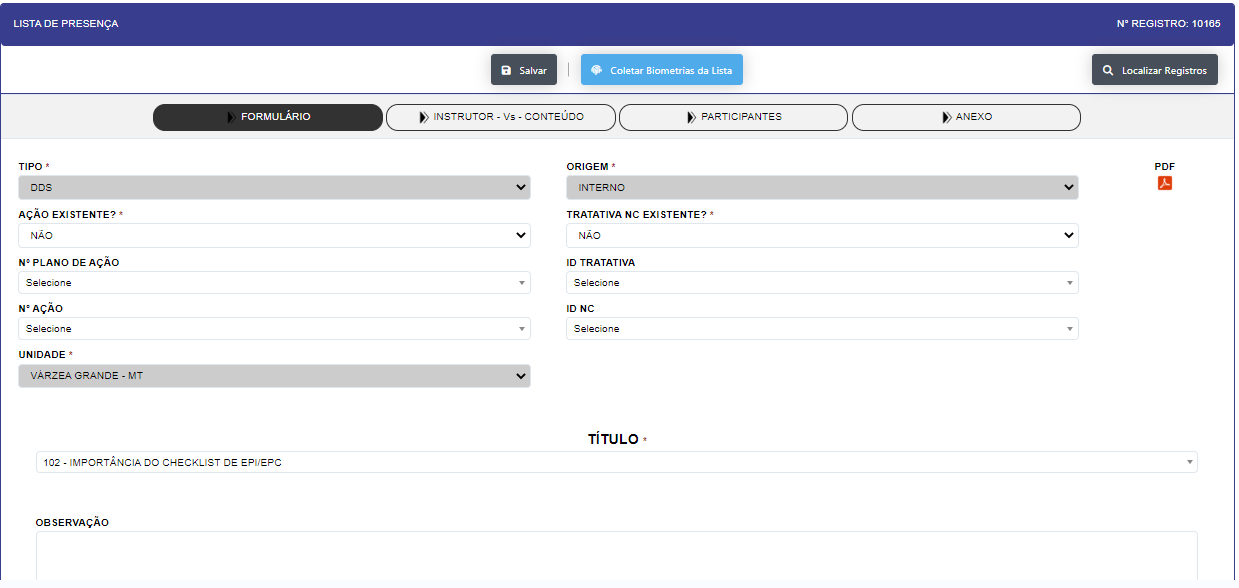 LISTA DE PRESENÇA
Nº REGISTRO: 10165
Salvar
Coletar Biometrias da Lista
Localizar Registros
FORMULÁRIO
INSTRUTOR - Vs - CONTEÚDO
PARTICIPANTES
ANEXO
TIPO *
ORIGEM *
PDF
DDS
INTERNO
AÇÃO EXISTENTE? *
TRATATIVA NC EXISTENTE? *
NÃO
NÃO
Nº PLANO DE AÇÃO
ID TRATATIVA
Selecione
Selecione
Nº AÇÃO
ID NC
Selecione
Selecione
UNIDADE *
VÁRZEA GRANDE - MT
TÍTULO *
102 - IMPORTÂNCIA DO CHECKLIST DE EPI/EPC
OBSERVAÇÃO